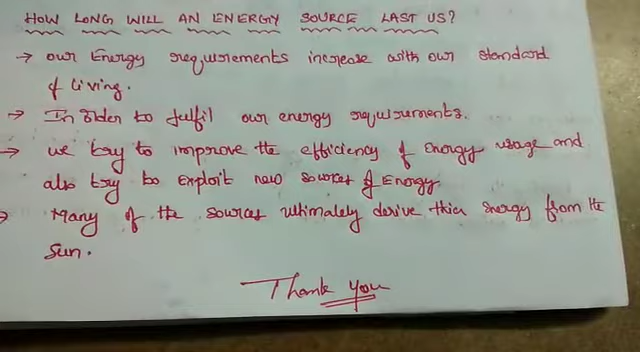 HOW LONG WILL AN ENERGY SOURCE LAST US?
→ our Energy requirements increase with our standard
of living.
→ In order to fulfil our energy requirements.
→ we try to improve the efficiency of energy usage and
also try to exploit new sources of Energy
→ Many of the sources ultimately derive their energy from the
Sun.
Thank you